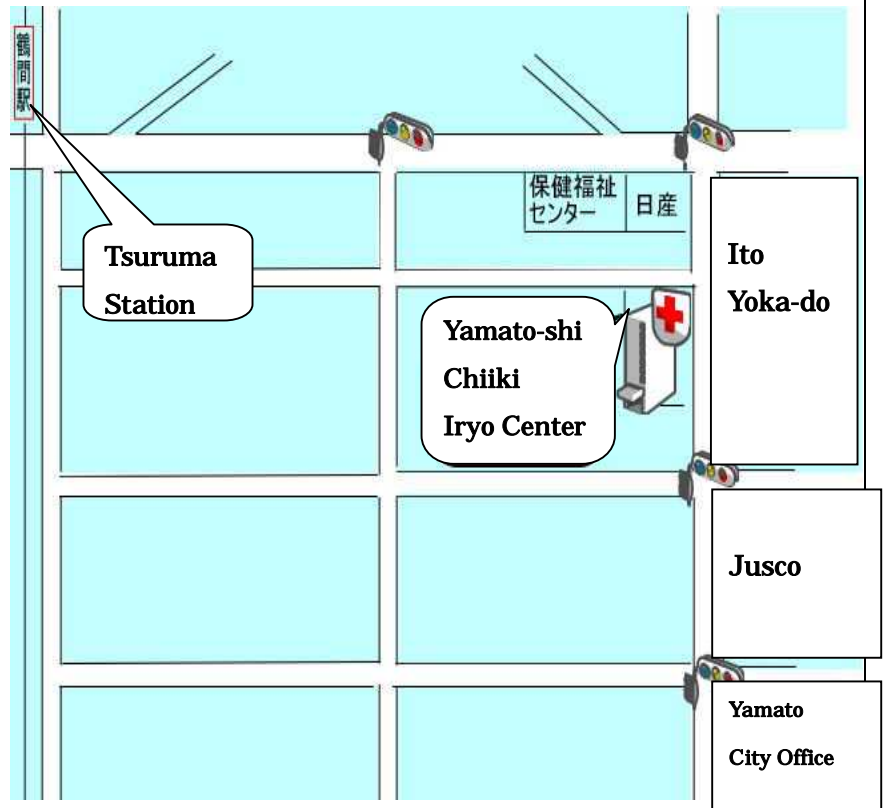 鶴間駅
保健福祉
センター
日産
Tsuruma
Station
Ito
Yoka-do
Yamato-shi
Chiiki
Iryo Center
Jusco
Yamato
City Office